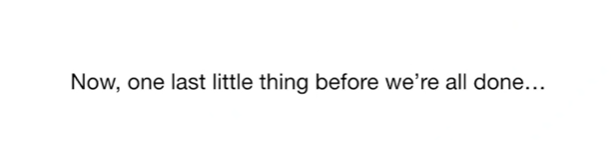 Now, one last little thing before we’re all done…